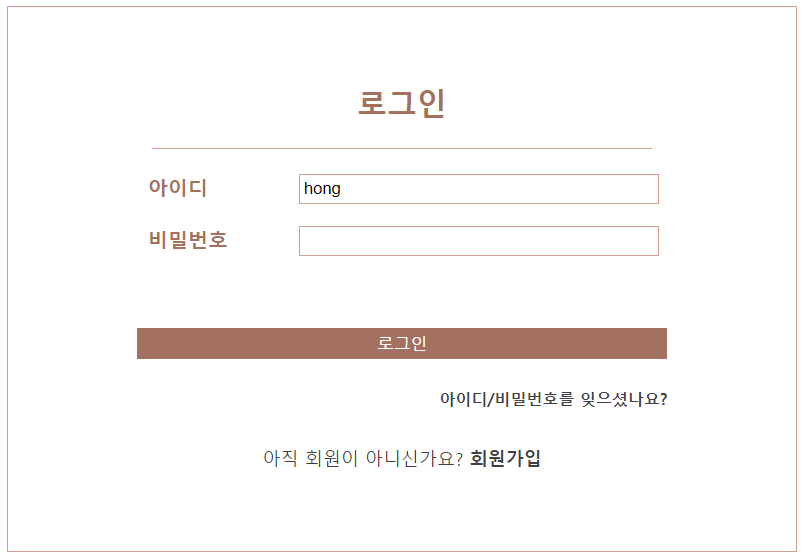 로그인
아이디 hong
비밀번호
로그인
아이디/비밀번호를 잊으셨나요?
아직 회원이 아니신가요? 회원가입